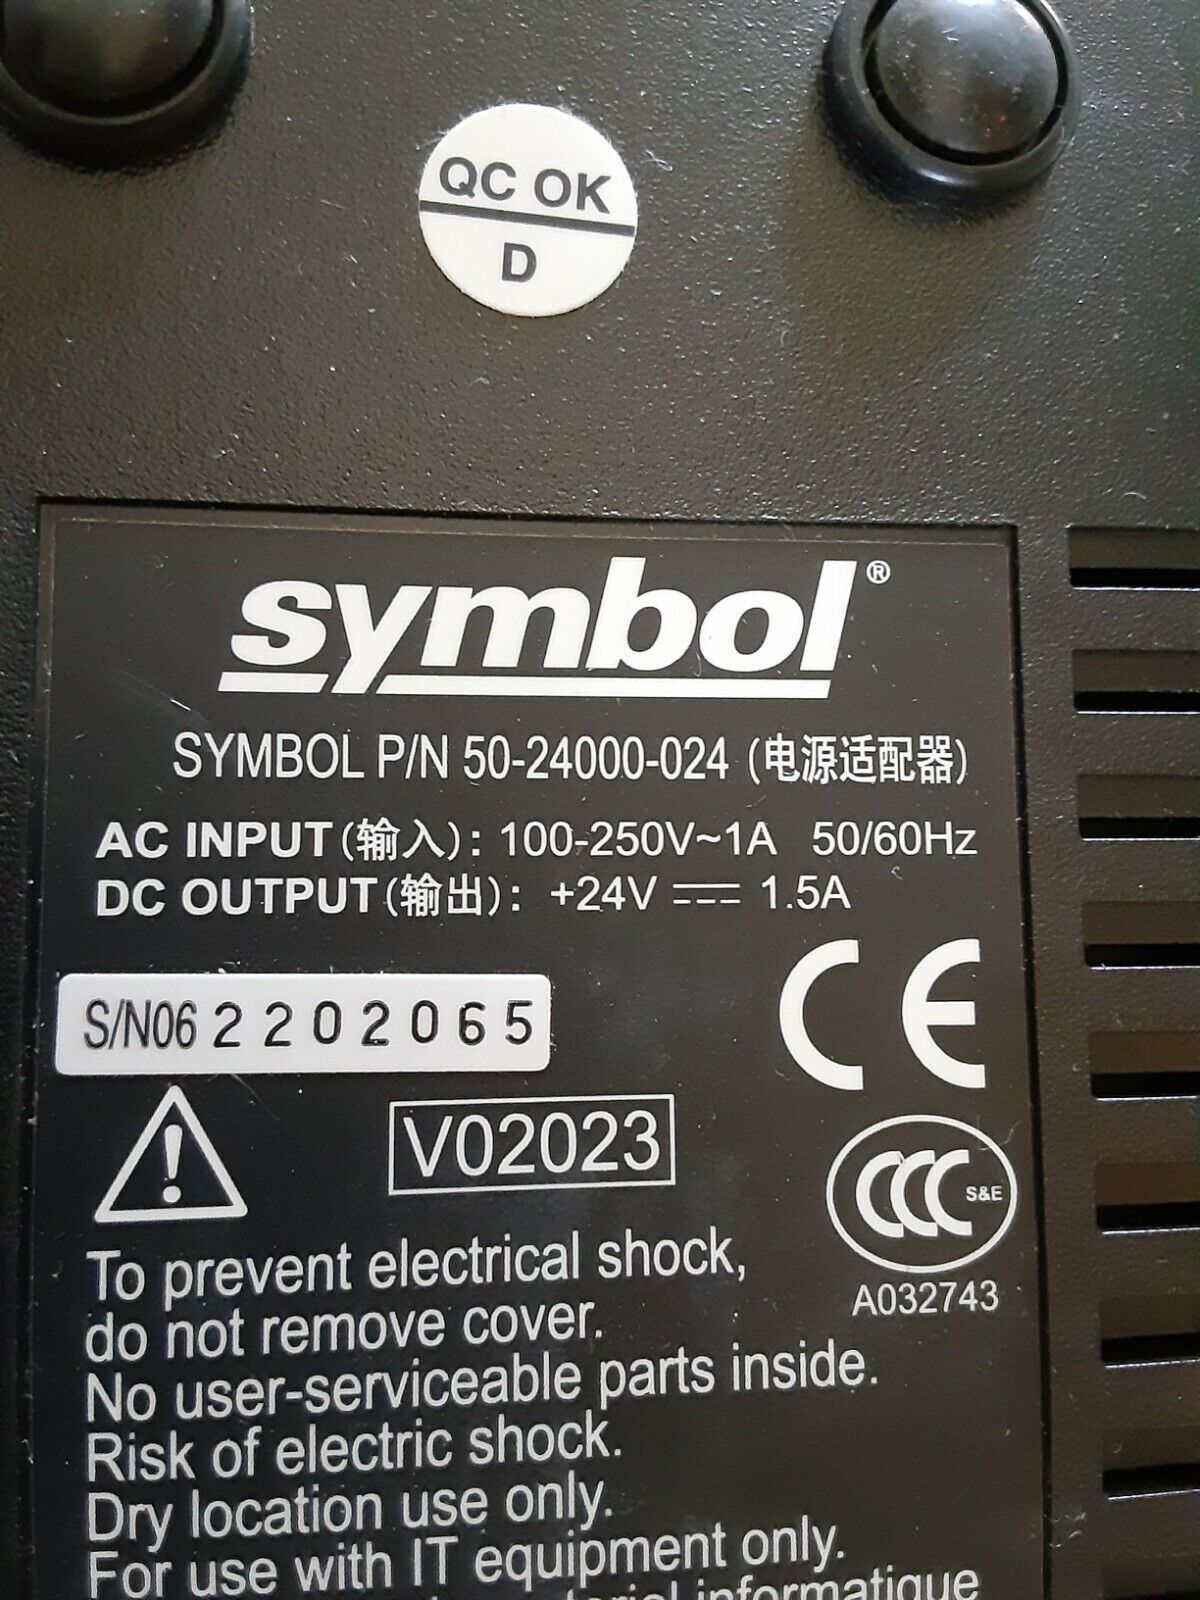 QC OK
D
symbol®
SYMBOL P/N 50-24000-024 (电源适配器)
AC INPUT(输入): 100-250V~1A 50/60Hz
DC OUTPUT(输出): +24V ⎓ 1.5A
S/N06 2202065
CE
V02023
CCC S&E
A032743
To prevent electrical shock,
do not remove cover.
No user-serviceable parts inside.
Risk of electric shock.
Dry location use only.
For use with IT equipment only.
informatique